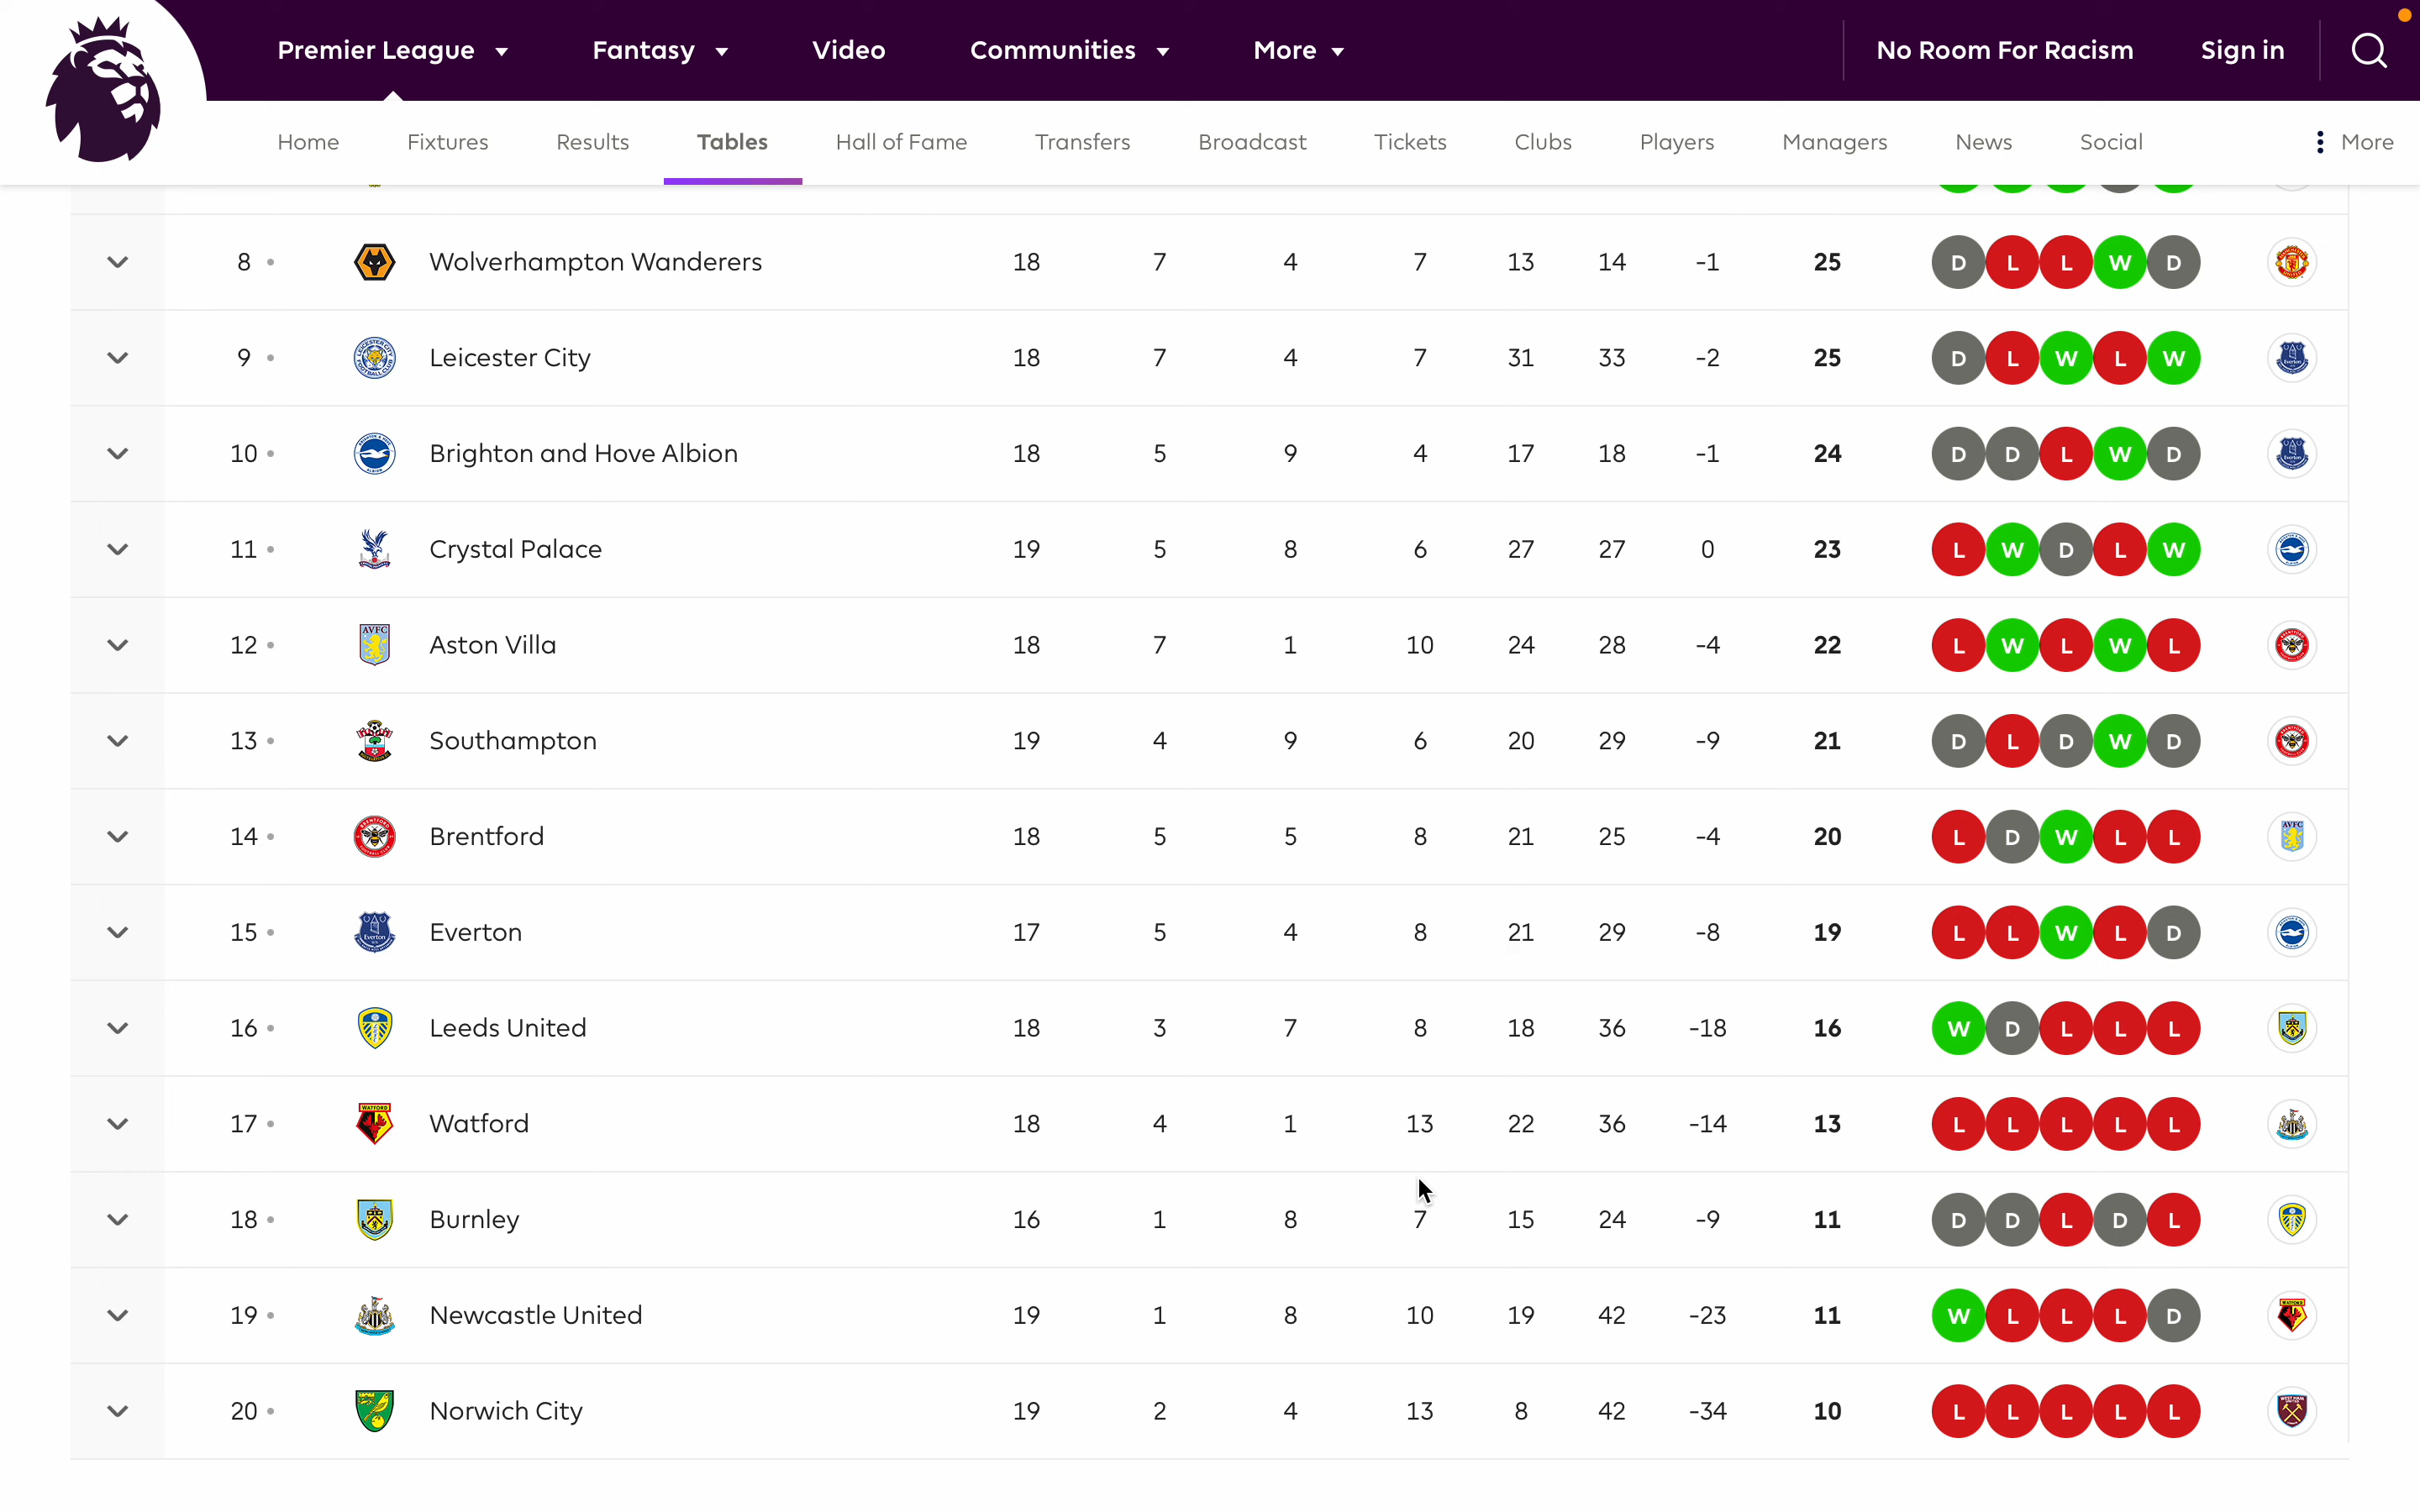 Premier League Fantasy Video Communities More No Room For Racism Sign in
Home Fixtures Results Tables Hall of Fame Transfers Broadcast Tickets Clubs Players Managers News Social More
8 Wolverhampton Wanderers 18 7 4 7 13 14 -1 25 D L L W D
9 Leicester City 18 7 4 7 31 33 -2 25 D L W L W
10 Brighton and Hove Albion 18 5 9 4 17 18 -1 24 D D L W D
11 Crystal Palace 19 5 8 6 27 27 0 23 L W D L W
12 AVFC Aston Villa 18 7 1 10 24 28 -4 22 L W L W L
13 Southampton 19 4 9 6 20 29 -9 21 D L D W D
14 Brentford 18 5 5 8 21 25 -4 20 L D W L L AVFC
15 Everton Everton 17 5 4 8 21 29 -8 19 L L W L D
16 Leeds United 18 3 7 8 18 36 -18 16 W D L L L
17 WATFORD Watford 18 4 1 13 22 36 -14 13 L L L L L
18 Burnley 16 1 8 7 15 24 -9 11 D D L D L
19 Newcastle United 19 1 8 10 19 42 -23 11 W L L L D
20 Norwich City 19 2 4 13 8 42 -34 10 L L L L L